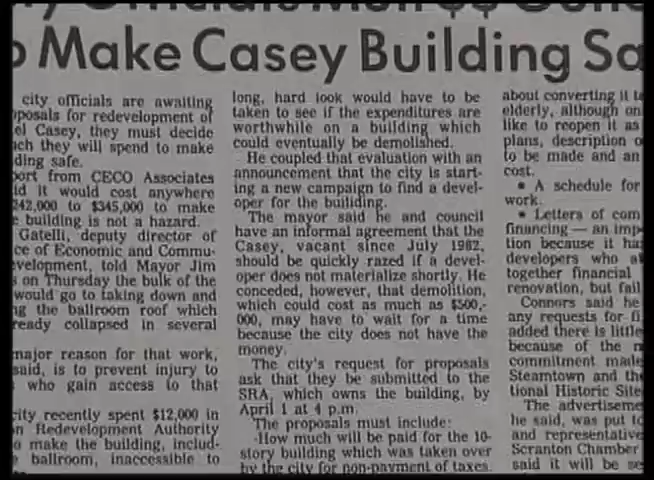 Make Casey Building
city officials are awaiting
posals for redevelopment of
el Casey, they must decide
ch they will spend to make
ding safe.
ort from CECO Associates
id it would cost anywhere
242,000 to $345,000 to make
e building is not a hazard.
Gatelli, deputy director of
ce of Economic and Commu-
velopment, told Mayor Jim
s on Thursday the bulk of the
would go to taking down and
ng the ballroom roof which
ready collapsed in several
major reason for that work,
said, is to prevent injury to
who gain access to that
city recently spent $12,000 in
n Redevelopment Authority
o make the building, includ-
e ballroom, inaccessible to
long, hard look would have to be
taken to see if the expenditures are
worthwhile on a building which
could eventually be demolished.
He coupled that evaluation with an
announcement that the city is start-
ing a new campaign to find a devel-
oper for the building.
The mayor said he and council
have an informal agreement that the
Casey, vacant since July 1982,
should be quickly razed if a devel-
oper does not materialize shortly. He
conceded, however, that demolition,
which could cost as much as $500,-
000, may have to wait for a time
because the city does not have the
money.
The city's request for proposals
ask that they be submitted to the
SRA, which owns the building, by
April 1 at 4 p.m.
The proposals must include:
-How much will be paid for the 10-
story building which was taken over
by the city for non-payment of taxes.
about converting it t
elderly, although on
like to reopen it as
plans, description o
to be made and an
cost.
• A schedule for
work.
• Letters of com
financing — an imp
tion because it ha
developers who a
together financial
renovation, but fail
Connors said he
any requests for fi
added there is little
because of the n
commitment made
Steamtown and th
tional Historic Site
The advertiseme
he said, was put to
and representative
Scranton Chamber
said it will be se